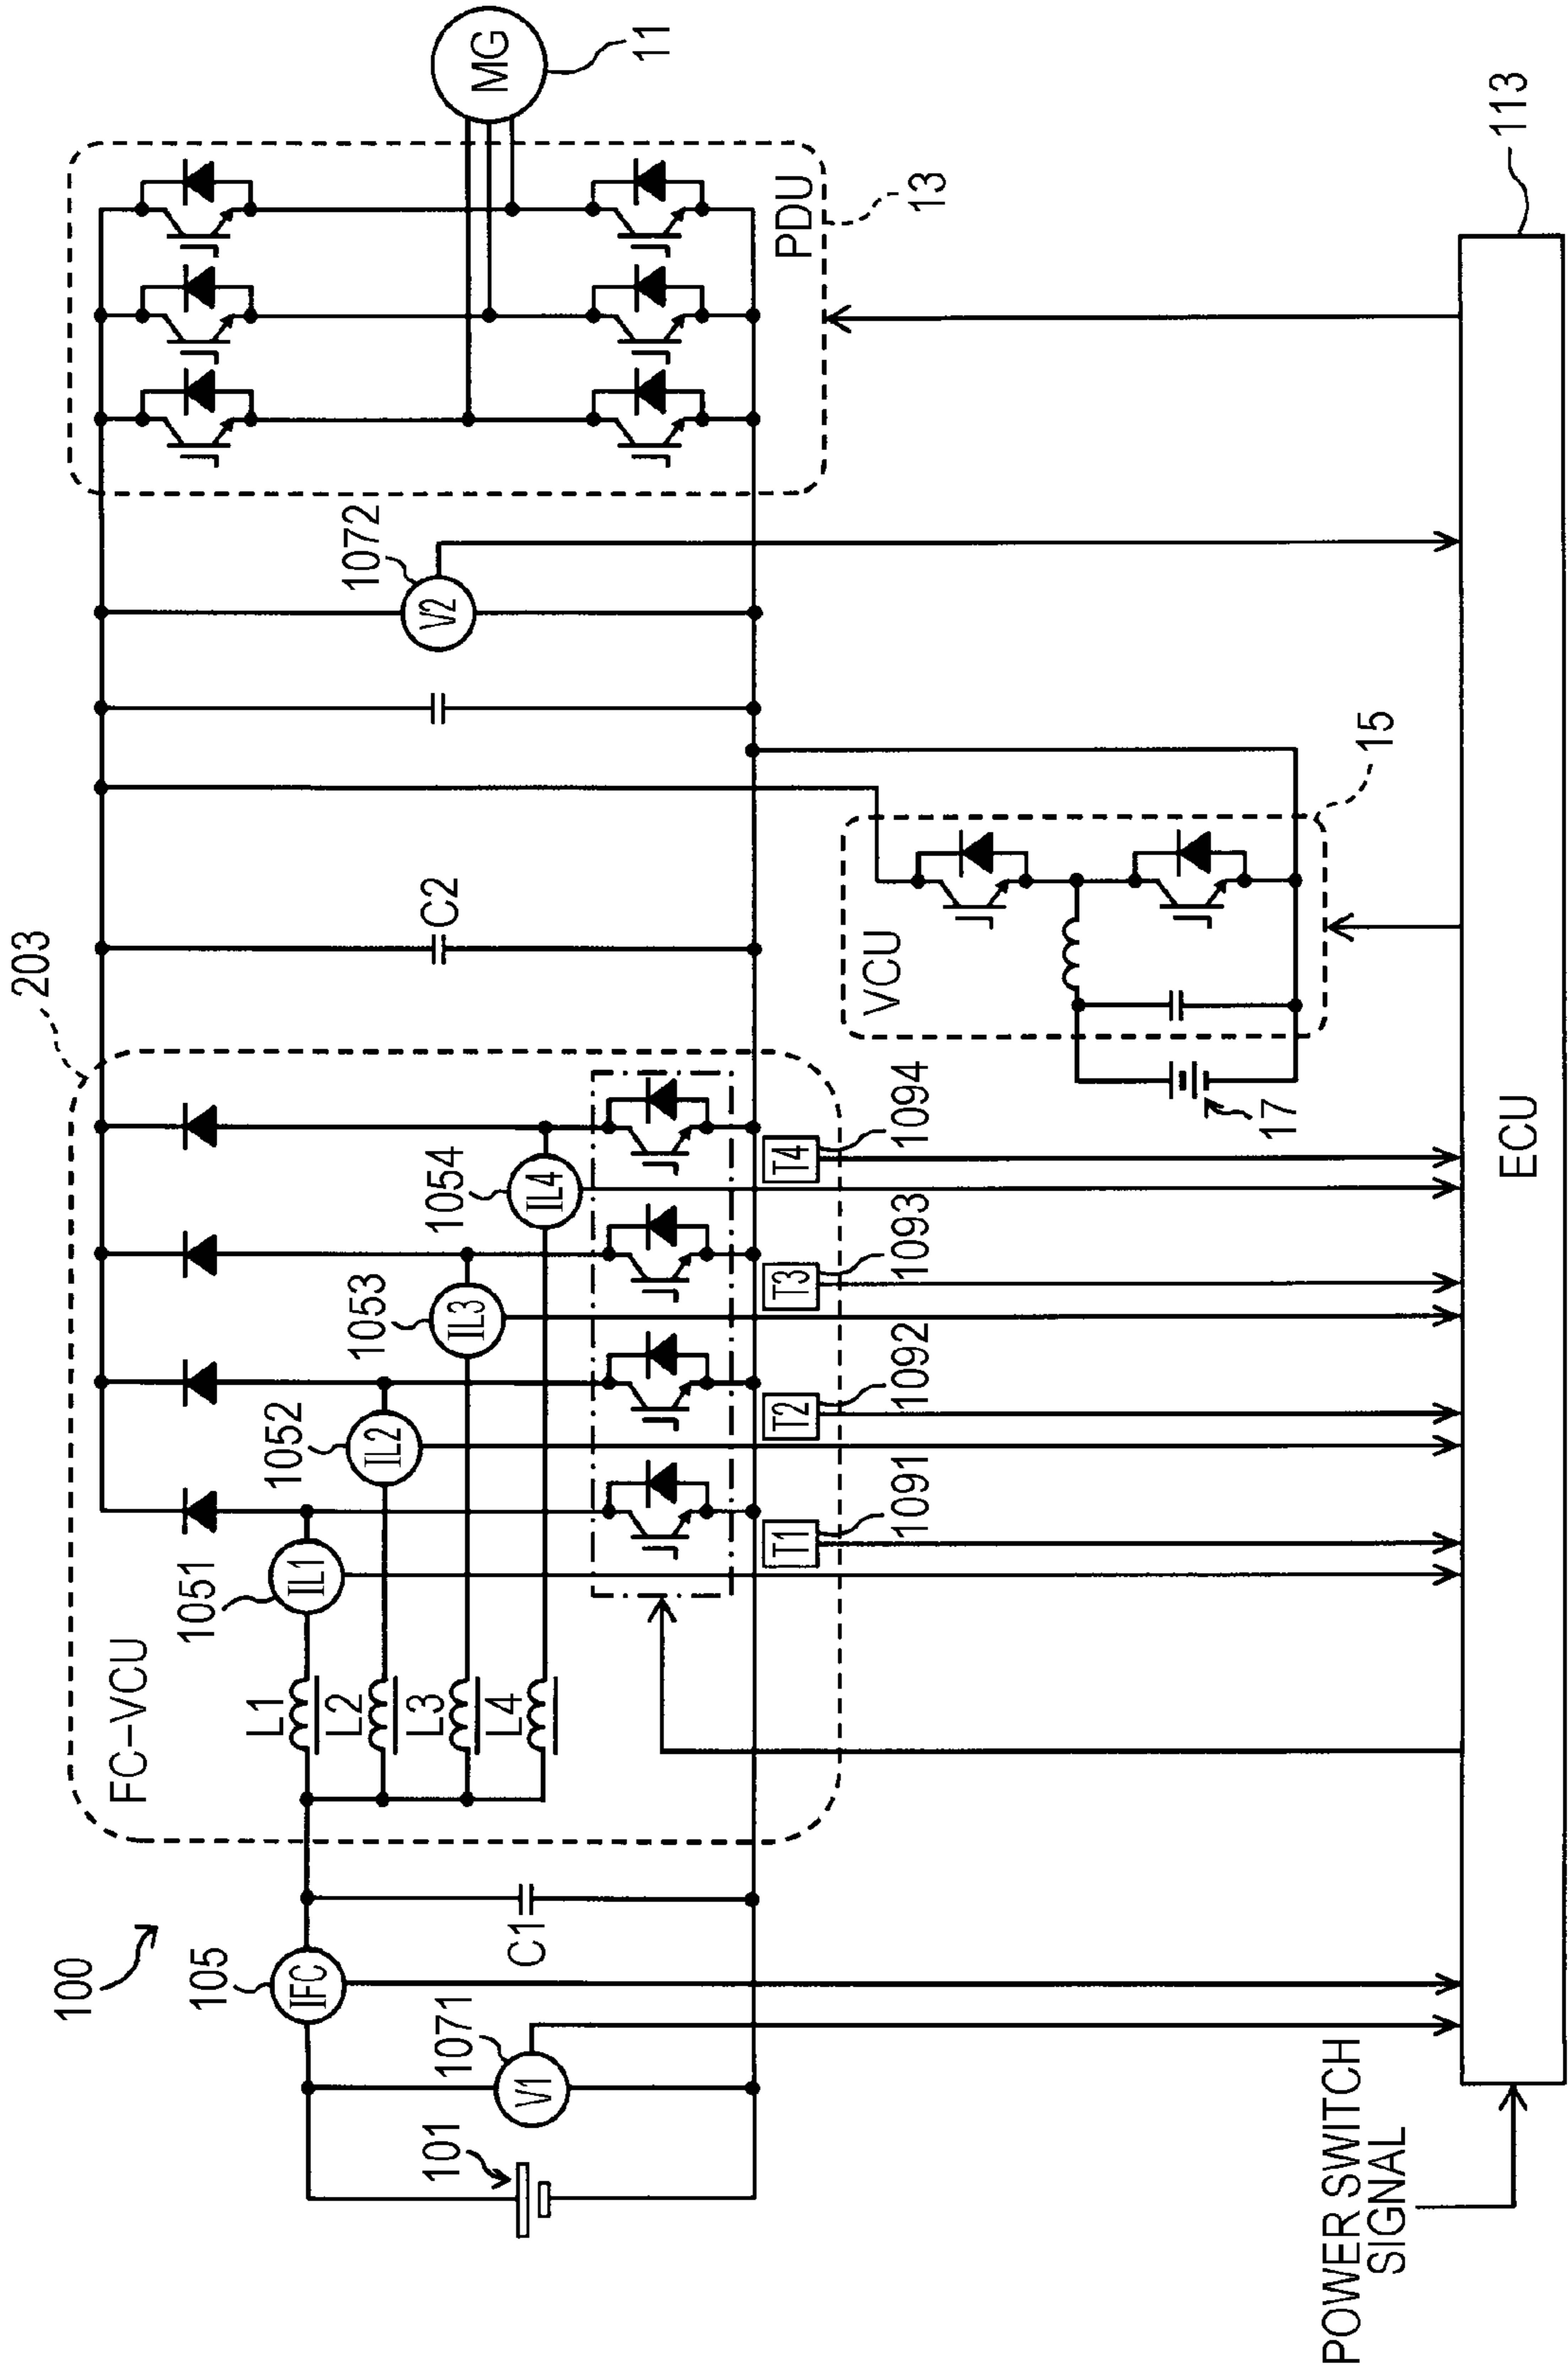 100
203
FC-VCU
L1
L2
L3
L4
1051
IL1
1052
IL2
1053
IL3
1054
IL4
105
IFC
1071
V1
101
C1
C2
1072
V2
MG
11
PDU
13
T1
1091
T2
1092
T3
1093
T4
1094
VCU
15
17
ECU
113
POWER SWITCH
SIGNAL